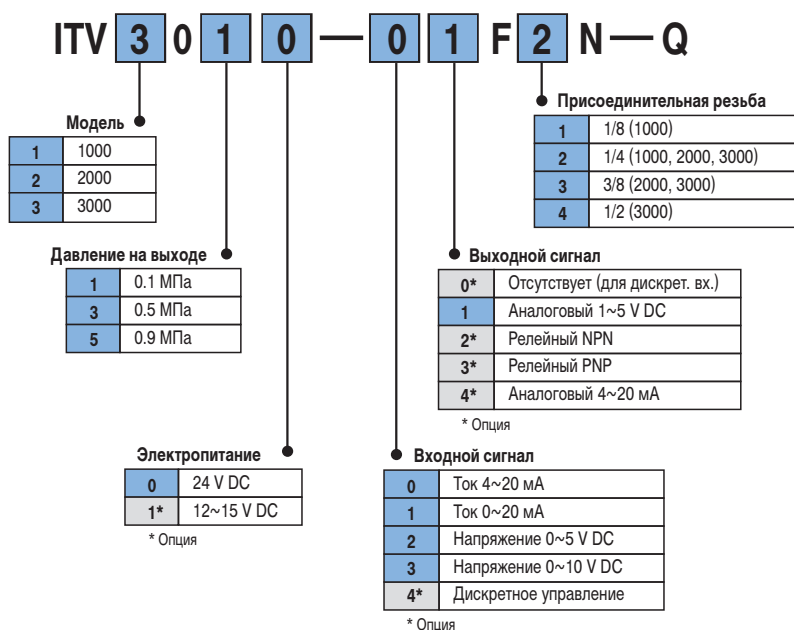 ITV 3 0 1 0 — 0 1 F 2 N — Q
Модель
1 1000
2 2000
3 3000
Присоединительная резьба
1 1/8 (1000)
2 1/4 (1000, 2000, 3000)
3 3/8 (2000, 3000)
4 1/2 (3000)
Давление на выходе
1 0.1 МПа
3 0.5 МПа
5 0.9 МПа
Выходной сигнал
0* Отсутствует (для дискрет. вх.)
1 Аналоговый 1~5 V DC
2* Релейный NPN
3* Релейный PNP
4* Аналоговый 4~20 мА
* Опция
Электропитание
0 24 V DC
1* 12~15 V DC
* Опция
Входной сигнал
0 Ток 4~20 мА
1 Ток 0~20 мА
2 Напряжение 0~5 V DC
3 Напряжение 0~10 V DC
4* Дискретное управление
* Опция